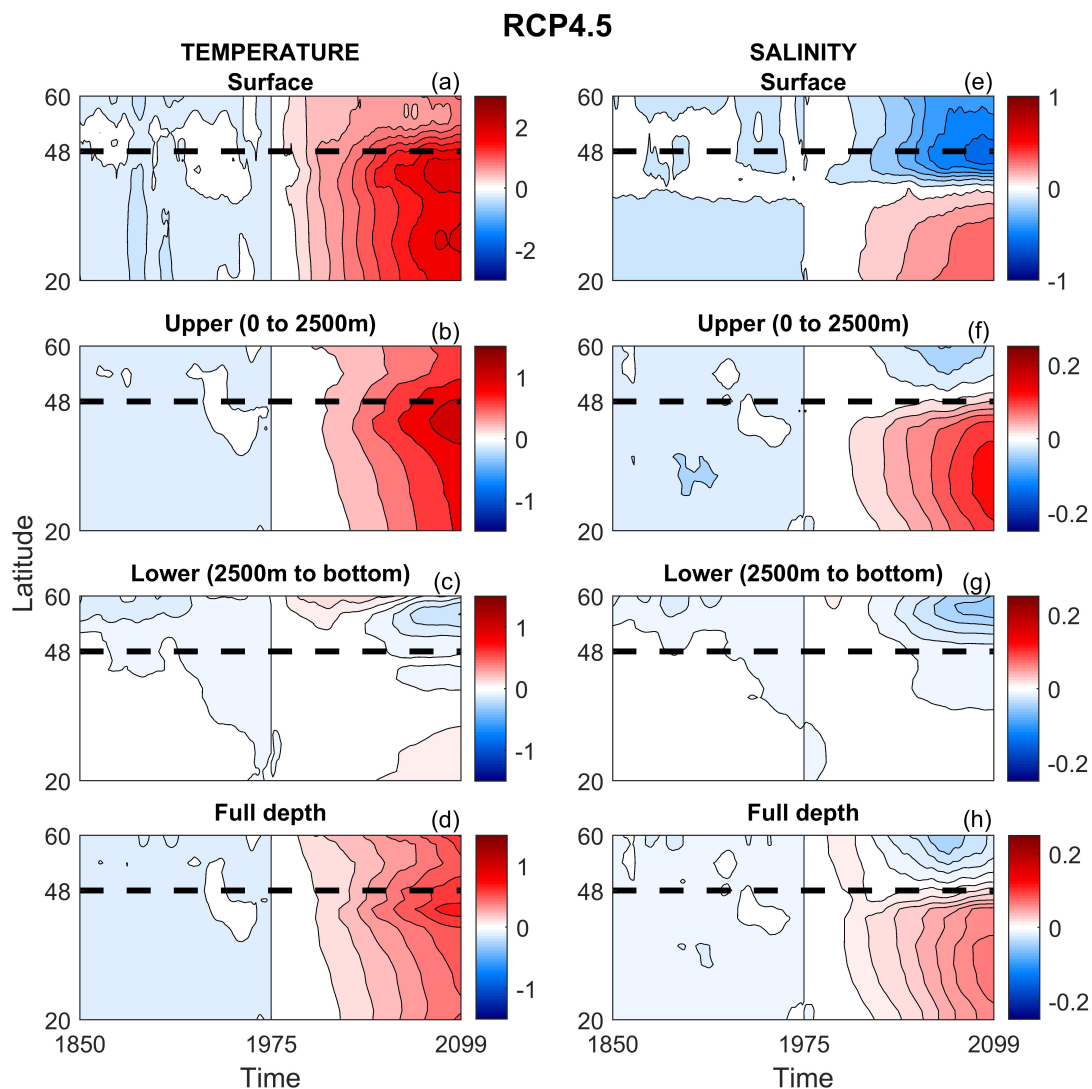 RCP4.5
TEMPERATURE
SALINITY
Surface
(a)
60
48
20
2
0
-2
Surface
(e)
60
48
20
1
0
-1
Upper (0 to 2500m)
(b)
60
48
20
1
0
-1
Upper (0 to 2500m)
(f)
60
48
20
0.2
0
-0.2
Latitude
Lower (2500m to bottom)
(c)
60
48
20
1
0
-1
Lower (2500m to bottom)
(g)
60
48
20
0.2
0
-0.2
Full depth
(d)
60
48
20
1
0
-1
1850
1975
2099
Time
Full depth
(h)
60
48
20
0.2
0
-0.2
1850
1975
2099
Time